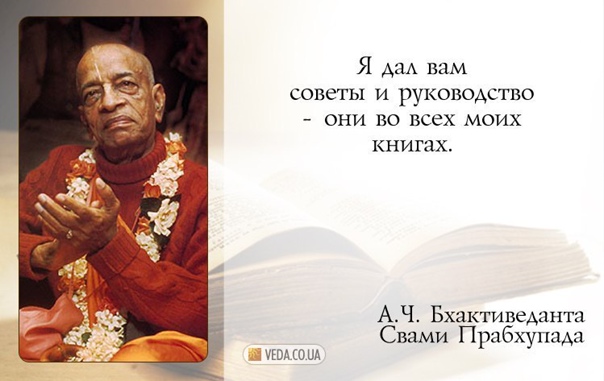 Я дал вам
советы и руководство
- они во всех моих
книгах.
А.Ч. Бхактиведанта
Свами Прабхупада
VEDA.CO.UA